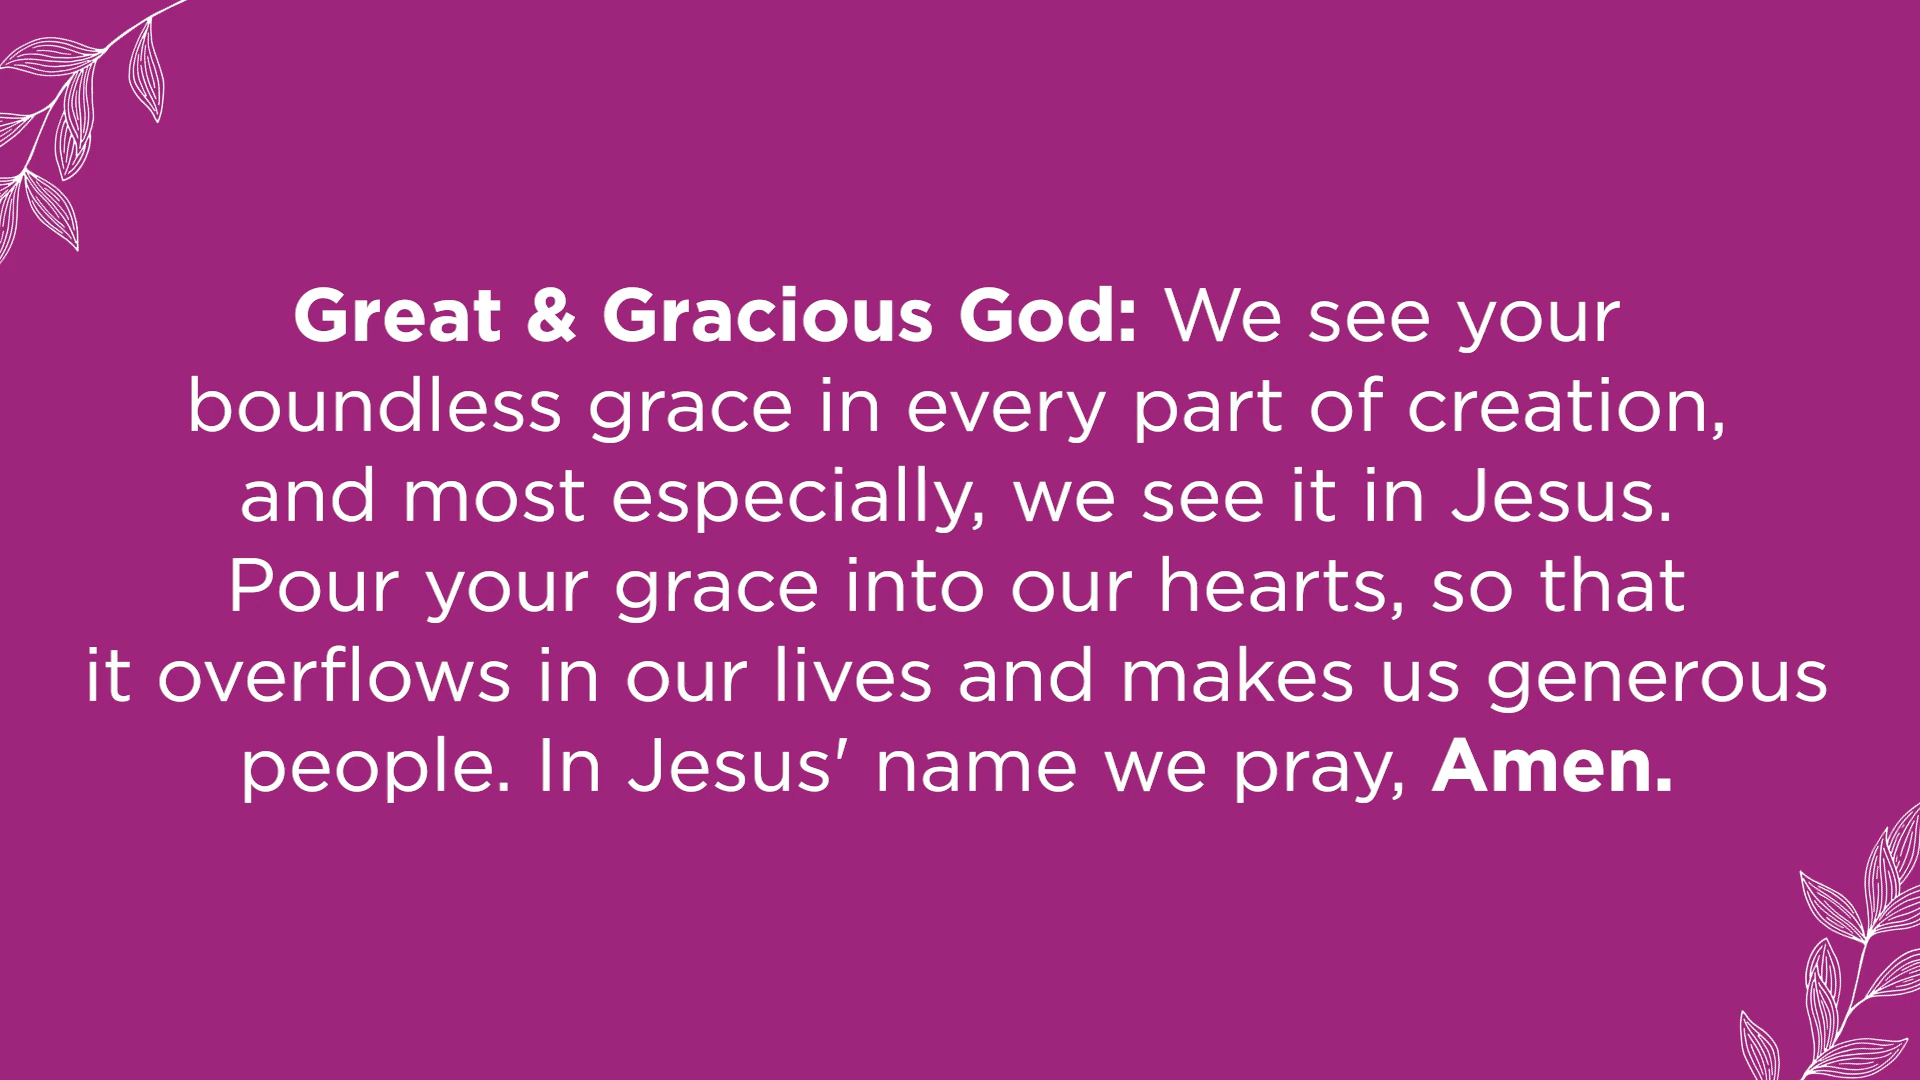 Great & Gracious God: We see your
boundless grace in every part of creation,
and most especially, we see it in Jesus.
Pour your grace into our hearts, so that
it overflows in our lives and makes us generous
people. In Jesus' name we pray, Amen.